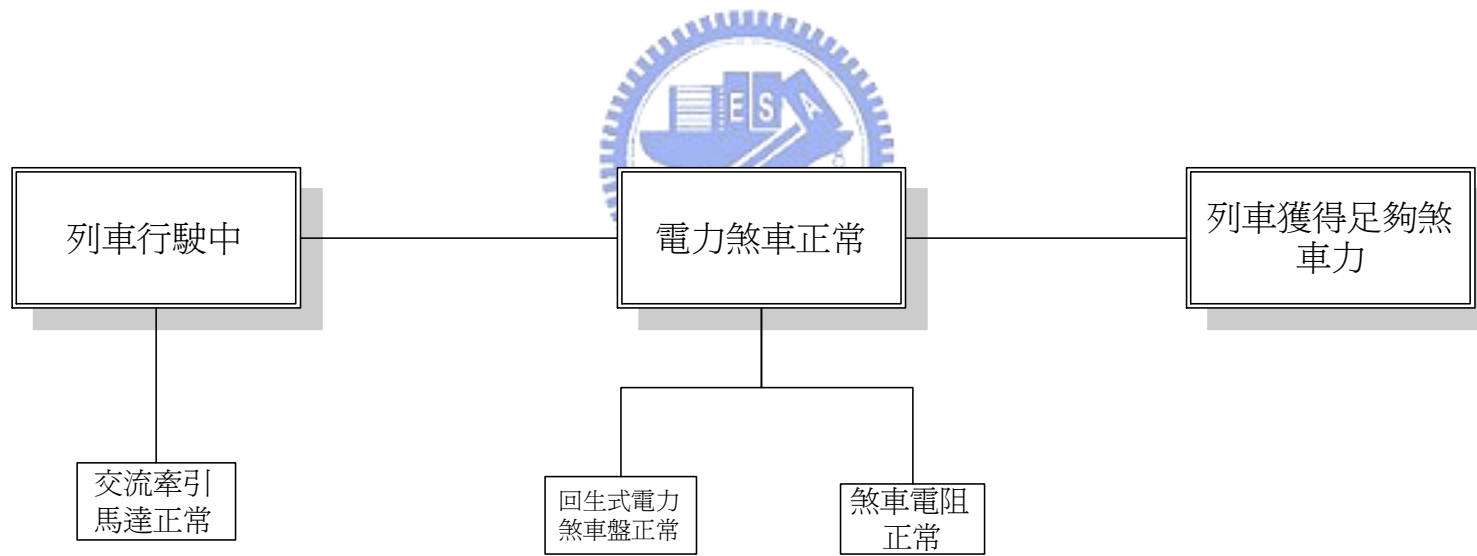 E S A
列車行駛中
電力煞車正常
列車獲得足夠煞
車力
交流牽引
馬達正常
回生式電力
煞車盤正常
煞車電阻
正常